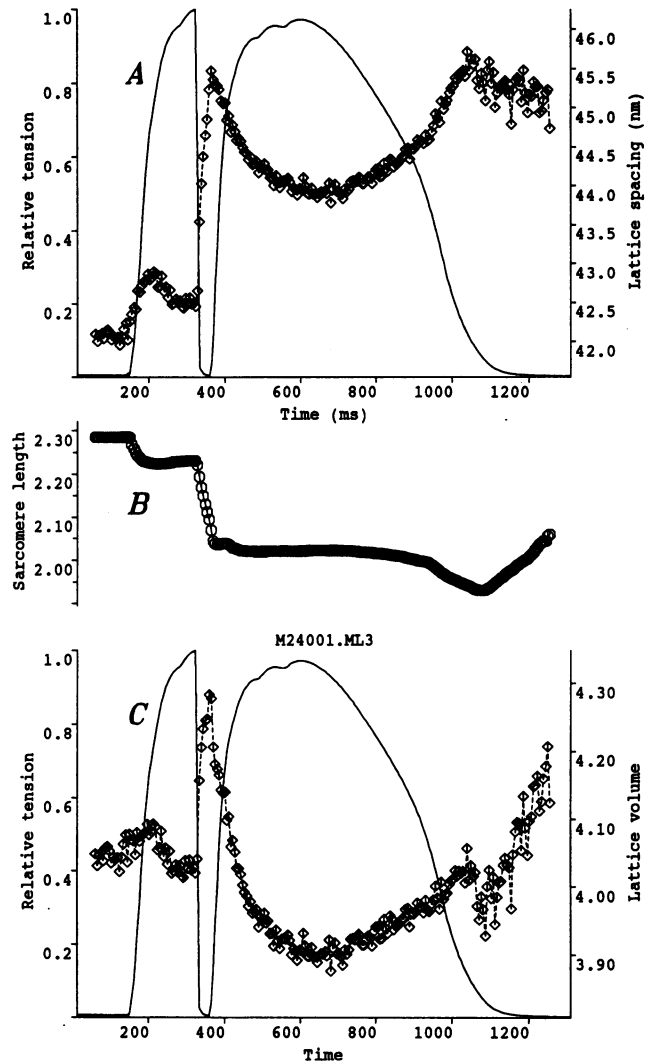 A
Relative tension
1.0
0.8
0.6
0.4
0.2
Lattice spacing (nm)
46.0
45.5
45.0
44.5
44.0
43.5
43.0
42.5
42.0
200 400 600 800 1000 1200
Time (ms)
B
Sarcomere length
2.30
2.20
2.10
2.00
M24001.ML3
C
Relative tension
1.0
0.8
0.6
0.4
0.2
Lattice volume
4.30
4.20
4.10
4.00
3.90
200 400 600 800 1000 1200
Time